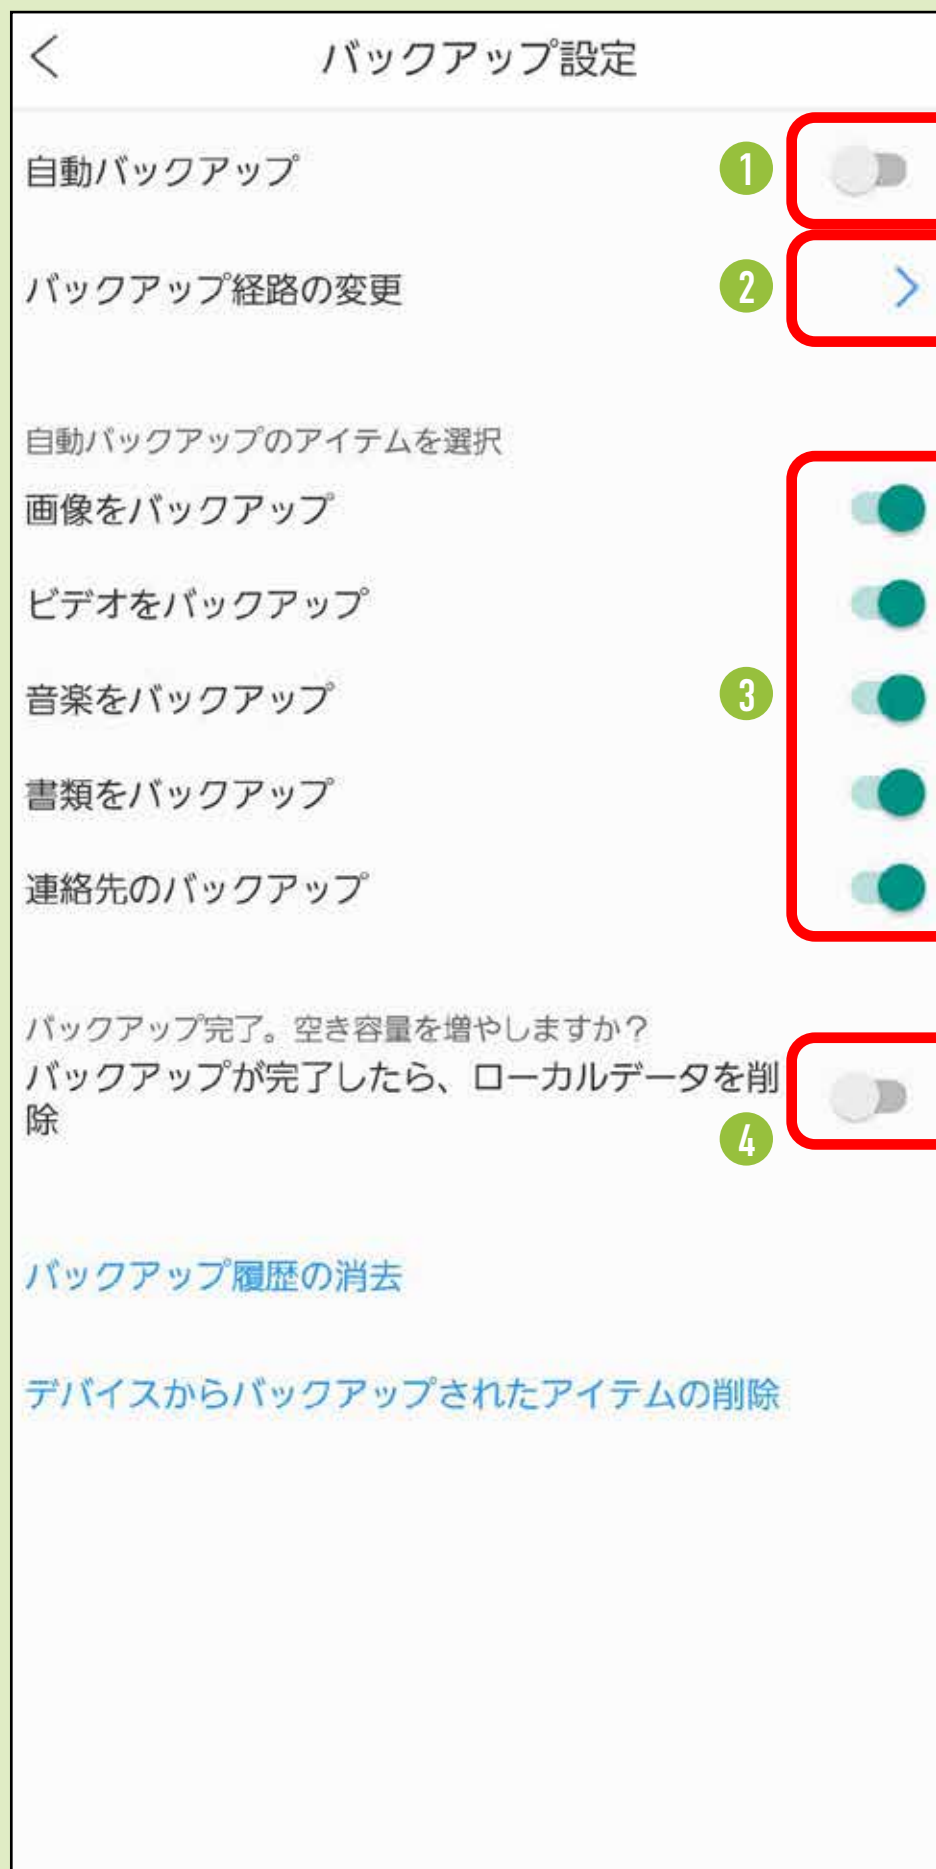 バックアップ設定
自動バックアップ
1
バックアップ経路の変更
2
自動バックアップのアイテムを選択
画像をバックアップ
ビデオをバックアップ
音楽をバックアップ
3
書類をバックアップ
連絡先のバックアップ
バックアップ完了。空き容量を増やしますか？
バックアップが完了したら、ローカルデータを削
除
4
バックアップ履歴の消去
デバイスからバックアップされたアイテムの削除